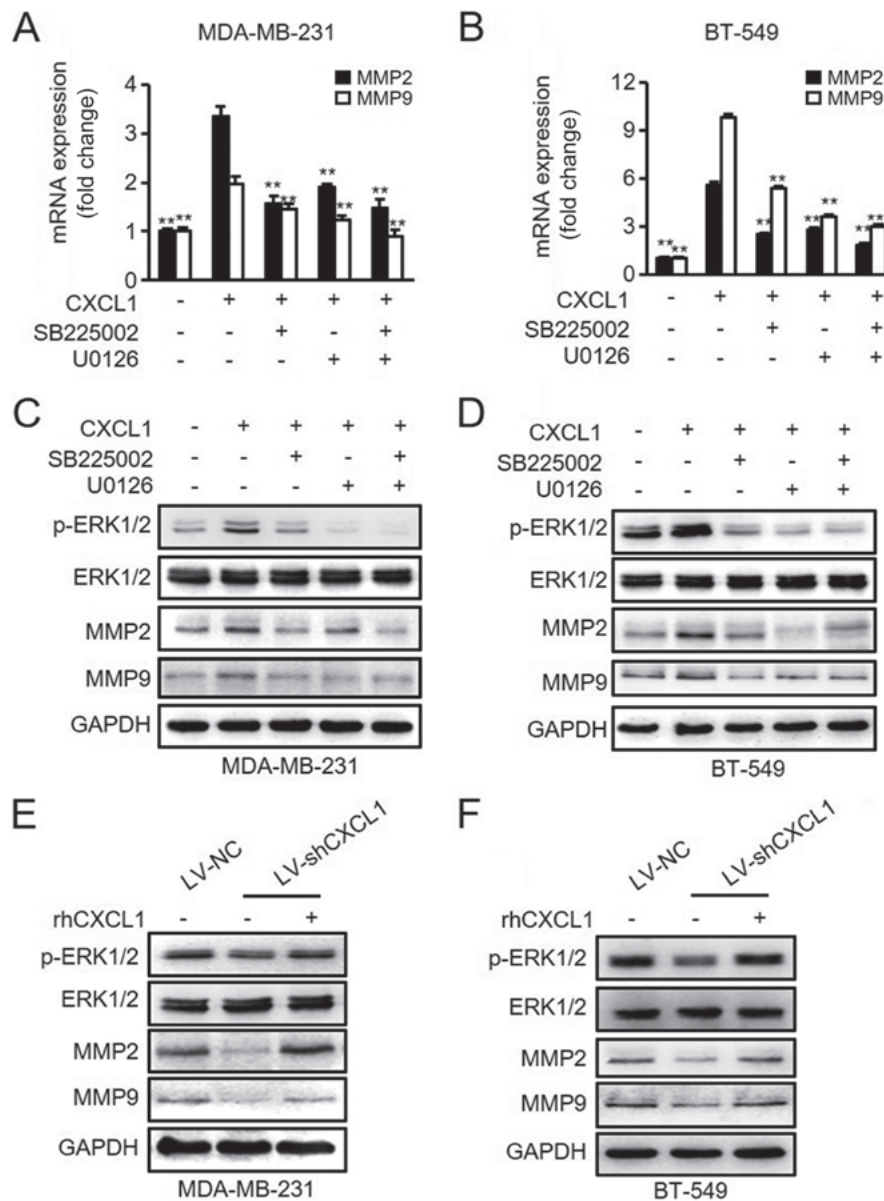 A
MDA-MB-231
mRNA expression
(fold change)
4
3
2
1
0
MMP2
MMP9
** ** ** ** ** ** ** **
CXCL1 - + + + +
SB225002 - - + - +
U0126 - - - + +
B
BT-549
mRNA expression
(fold change)
12
9
6
3
0
MMP2
MMP9
** ** ** ** ** ** ** **
CXCL1 - + + + +
SB225002 - - + - +
U0126 - - - + +
C
CXCL1 - + + + +
SB225002 - - + - +
U0126 - - - + +
p-ERK1/2
ERK1/2
MMP2
MMP9
GAPDH
MDA-MB-231
D
CXCL1 - + + + +
SB225002 - - + - +
U0126 - - - + +
p-ERK1/2
ERK1/2
MMP2
MMP9
GAPDH
BT-549
E
LV-NC
LV-shCXCL1
rhCXCL1 - - +
p-ERK1/2
ERK1/2
MMP2
MMP9
GAPDH
MDA-MB-231
F
LV-NC
LV-shCXCL1
rhCXCL1 - - +
p-ERK1/2
ERK1/2
MMP2
MMP9
GAPDH
BT-549